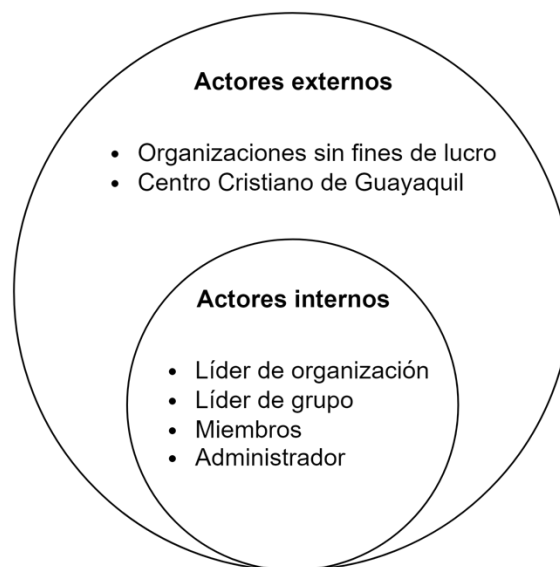 Actores externos
• Organizaciones sin fines de lucro
• Centro Cristiano de Guayaquil
Actores internos
• Líder de organización
• Líder de grupo
• Miembros
• Administrador